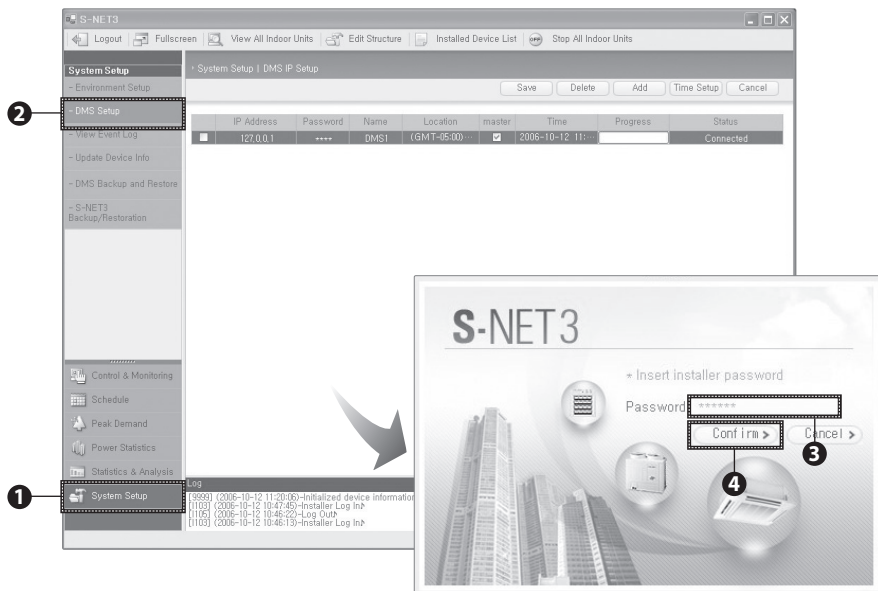 S-NET3
Logout Fullscreen View All Indoor Units Edit Structure Installed Device List OFF Stop All Indoor Units
System Setup
- Environment Setup
- DMS Setup
- View Event Log
- Update Device Info
- DMS Backup and Restore
- S-NET3
Backup/Restoration
› System Setup | DMS IP Setup
Save Delete Add Time Setup Cancel
IP Address Password Name Location master Time Progress Status
127,0,0,1 **** DMS1 (GMT-05:00)··· 2006-10-12 11:··· Connected
2
Control & Monitoring
Schedule
Peak Demand
Power Statistics
Statistics & Analysis
System Setup
1
Log
[9999] (2006-10-12 11:20:06)-Initialized device information
[1103] (2006-10-12 10:47:45)-Installer Log In♪
[1105] (2006-10-12 10:46:22)-Log Out♪
[1103] (2006-10-12 10:46:13)-Installer Log In♪
S-NET3
* Insert installer password
Password ******
Confirm > Cancel >
3
4